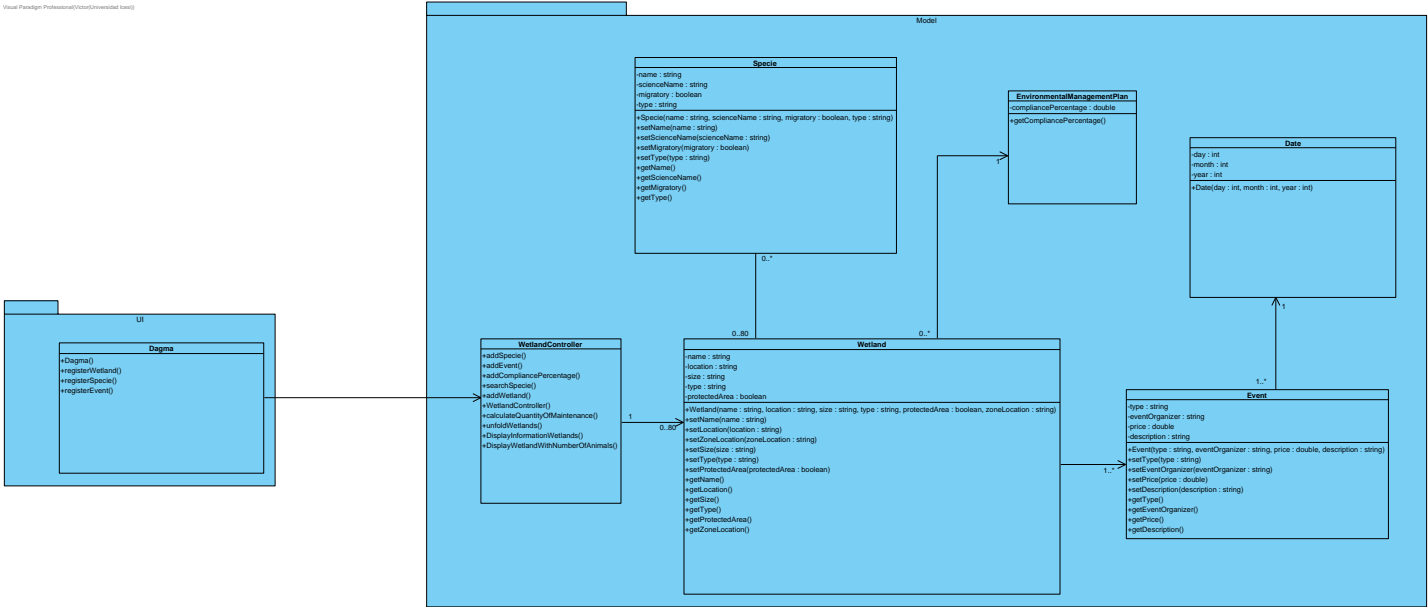 Visual Paradigm Professional(Victor(Universidad Icesi))
Model
Specie
-name : string
-scienceName : string
-migratory : boolean
-type : string
+Specie(name : string, scienceName : string, migratory : boolean, type : string)
+setName(name : string)
+setScienceName(scienceName : string)
+setMigratory(migratory : boolean)
+setType(type : string)
+getName()
+getScienceName()
+getMigratory()
+getType()
0..*
EnvironmentalManagementPlan
-compliancePercentage : double
+getCompliancePercentage()
1
Date
-day : int
-month : int
-year : int
+Date(day : int, month : int, year : int)
1
UI
Dagma
+Dagma()
+registerWetland()
+registerSpecie()
+registerEvent()
WetlandController
+addSpecie()
+addEvent()
+addCompliancePercentage()
+searchSpecie()
+addWetland()
+WetlandController()
+calculateQuantityOfMaintenance()
+unfoldWetlands()
+DisplayInformationWetlands()
+DisplayWetlandWithNumberOfAnimals()
1
0..80
0..80
0..*
Wetland
-name : string
-location : string
-size : string
-type : string
-protectedArea : boolean
+Wetland(name : string, location : string, size : string, type : string, protectedArea : boolean, zoneLocation : string)
+setName(name : string)
+setLocation(location : string)
+setZoneLocation(zoneLocation : string)
+setSize(size : string)
+setType(type : string)
+setProtectedArea(protectedArea : boolean)
+getName()
+getLocation()
+getSize()
+getType()
+getProtectedArea()
+getZoneLocation()
1..*
1..*
Event
-type : string
-eventOrganizer : string
-price : double
-description : string
+Event(type : string, eventOrganizer : string, price : double, description : string)
+setType(type : string)
+setEventOrganizer(eventOrganizer : string)
+setPrice(price : double)
+setDescription(description : string)
+getType()
+getEventOrganizer()
+getPrice()
+getDescription()